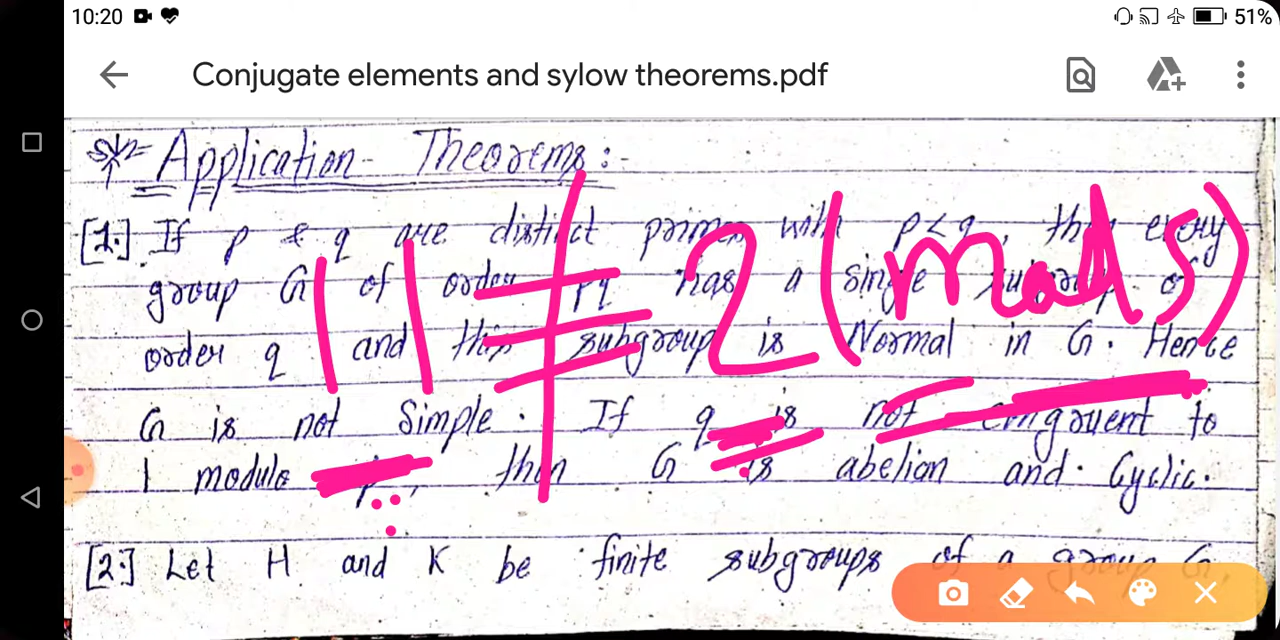 10:20 51%
Conjugate elements and sylow theorems.pdf
Application Theorems:-
[1.] If p & q are distinct primes with p < q, then every
group G of order pq has a single subgroup of
order q and this subgroup is Normal in G. Hence
11 ≢ 2 (mod 5)
G is not Simple. If q is not congruent to
1 modulo p, then G is abelian and Cyclic.
[2.] Let H and K be finite subgroups of a group G,